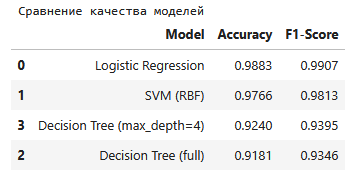 Сравнение качества моделей
Model Accuracy F1-Score
0 Logistic Regression 0.9883 0.9907
1 SVM (RBF) 0.9766 0.9813
3 Decision Tree (max_depth=4) 0.9240 0.9395
2 Decision Tree (full) 0.9181 0.9346